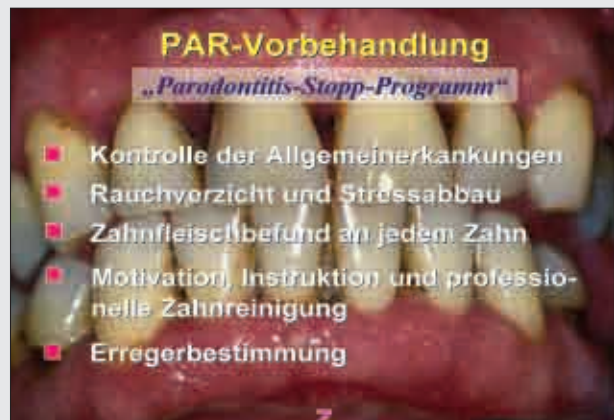 PAR-Vorbehandlung
„Parodontitis-Stopp-Programm“
Kontrolle der Allgemeinerkankungen
Rauchverzicht und Stressabbau
Zahnfleischbefund an jedem Zahn
Motivation, Instruktion und professio-
nelle Zahnreinigung
Erregerbestimmung